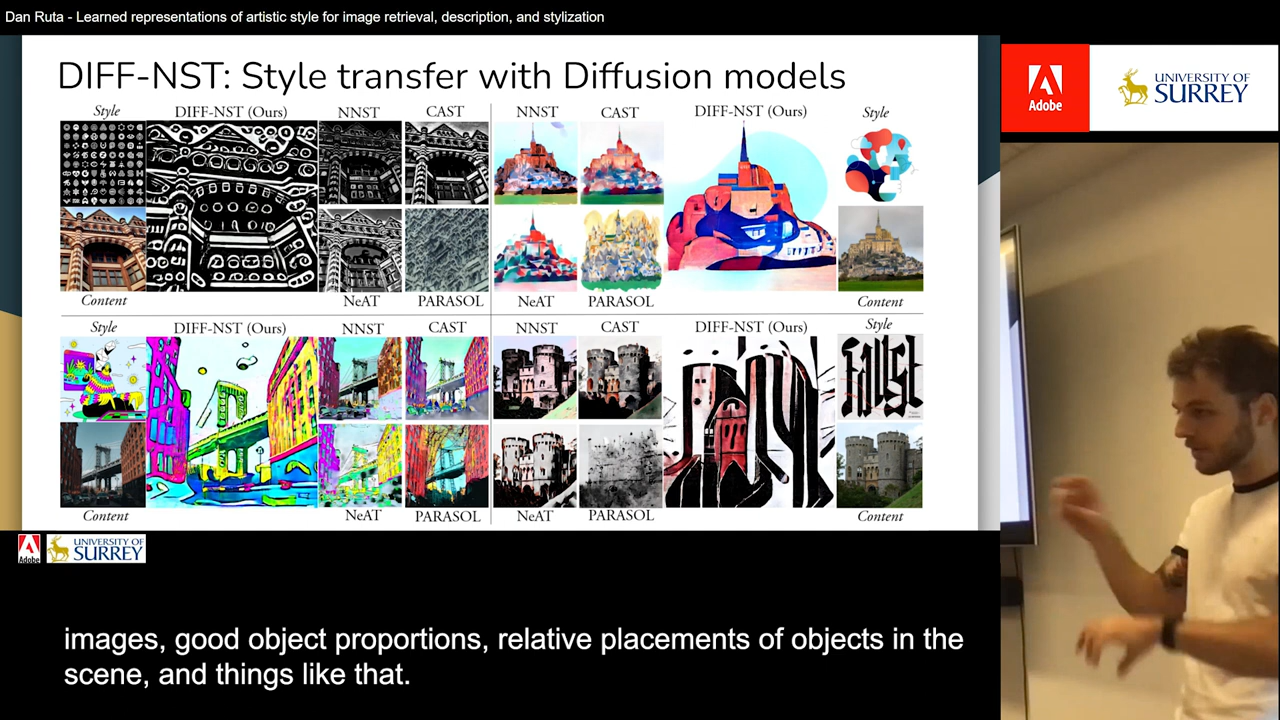 Dan Ruta - Learned representations of artistic style for image retrieval, description, and stylization
DIFF-NST: Style transfer with Diffusion models
Style DIFF-NST (Ours) NNST CAST NNST CAST DIFF-NST (Ours) Style
Content NeAT PARASOL NeAT PARASOL Content
Style DIFF-NST (Ours) NNST CAST NNST CAST DIFF-NST (Ours) Style
Faust
Content NeAT PARASOL NeAT PARASOL Content
Adobe
UNIVERSITY OF
SURREY
Adobe
UNIVERSITY OF
SURREY
images, good object proportions, relative placements of objects in the
scene, and things like that.